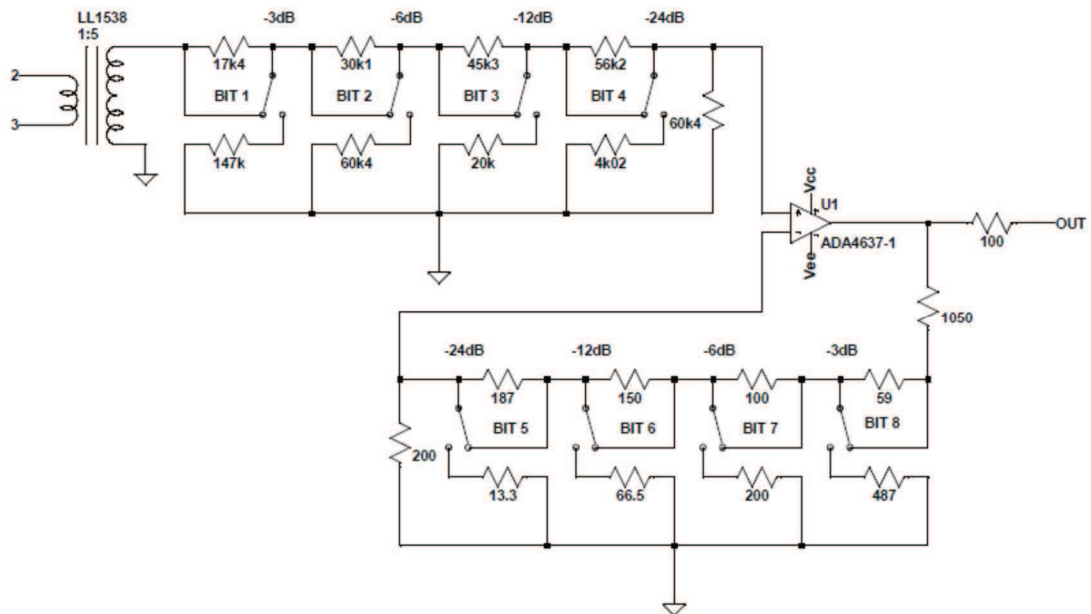 LL1538
1:5
-3dB
-6dB
-12dB
-24dB
17k4
30k1
45k3
56k2
2
3
BIT 1
BIT 2
BIT 3
BIT 4
60k4
147k
60k4
20k
4k02
Vcc
U1
ADA4637-1
Vee
100
OUT
1050
-24dB
-12dB
-6dB
-3dB
187
150
100
59
BIT 5
BIT 6
BIT 7
BIT 8
200
13.3
66.5
200
487